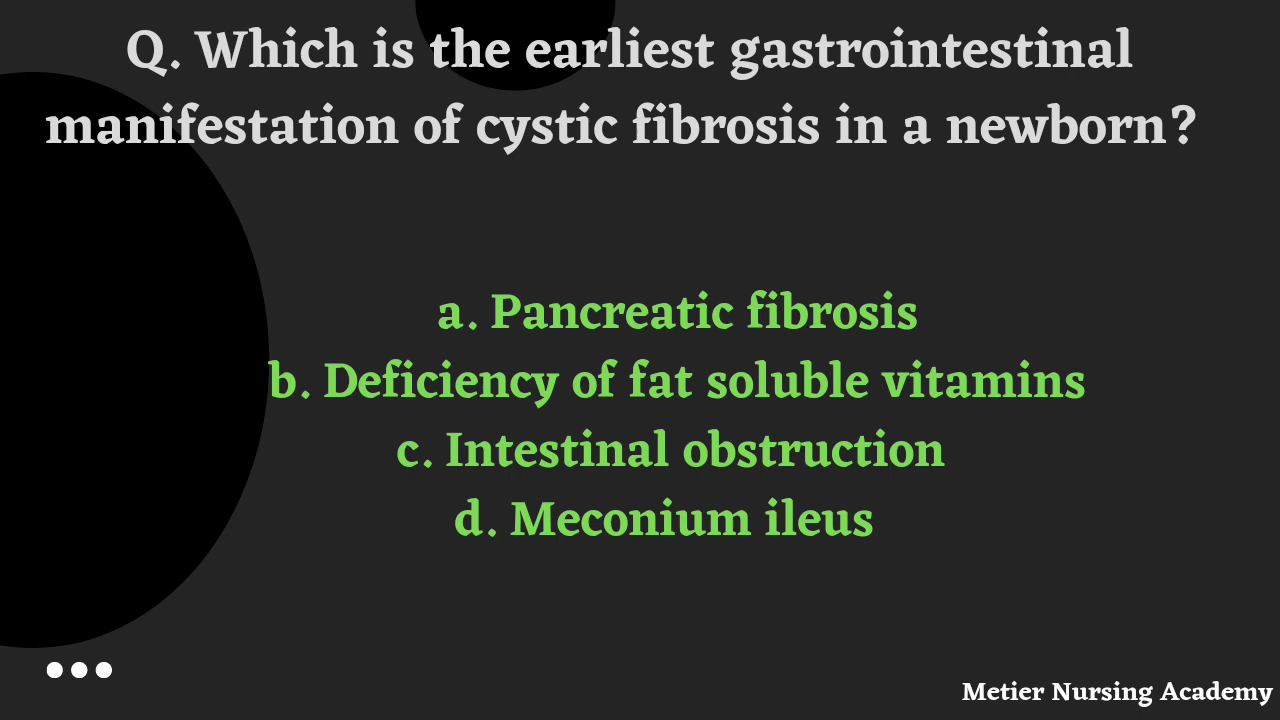 Q. Which is the earliest gastrointestinal
manifestation of cystic fibrosis in a newborn?
a. Pancreatic fibrosis
b. Deficiency of fat soluble vitamins
c. Intestinal obstruction
d. Meconium ileus
Metier Nursing Academy